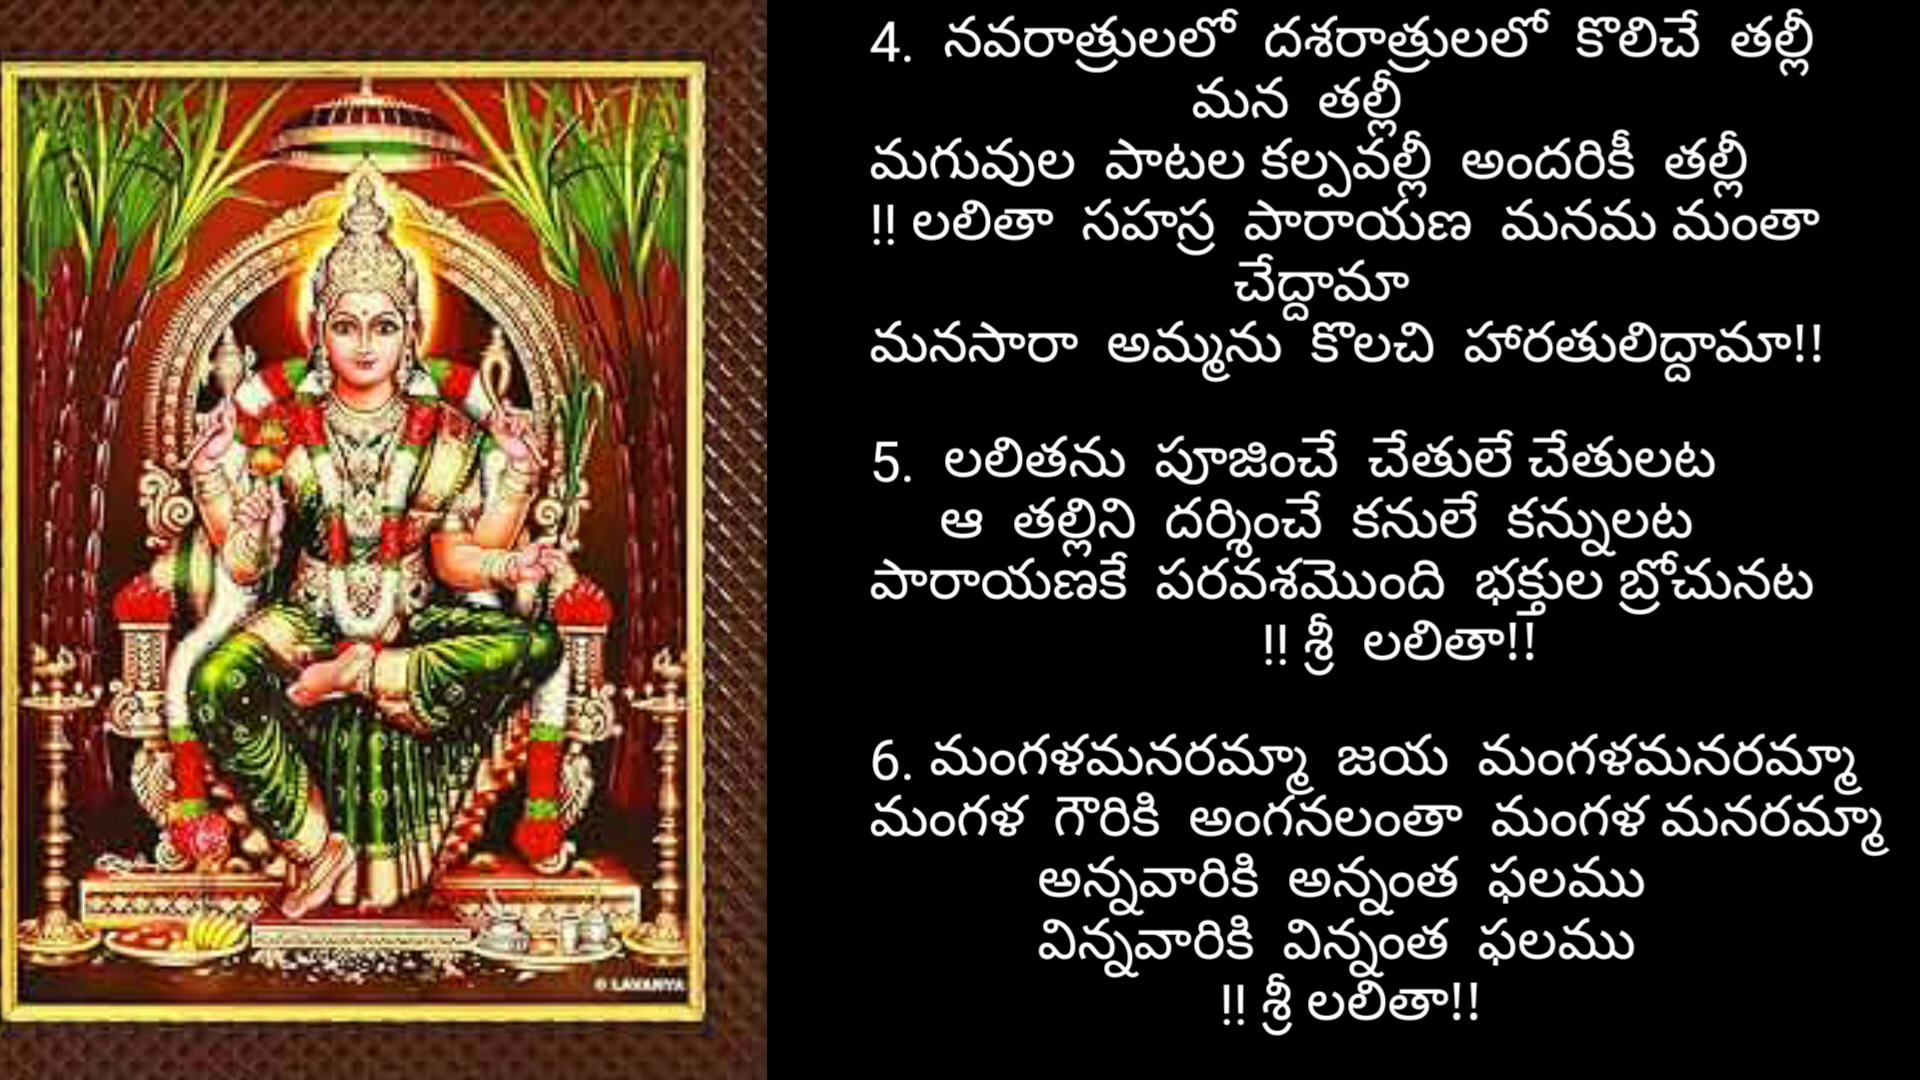 4. నవరాత్రులలో దశరాత్రులలో కొలిచే తల్లీ
మన తల్లీ
మగువుల పాటల కల్పవల్లీ అందరికీ తల్లీ
!! లలితా సహస్ర పారాయణ మనమ మంతా
చేద్దామా
మనసారా అమ్మను కొలచి హారతులిద్దామా!!
5. లలితను పూజించే చేతులే చేతులట
ఆ తల్లిని దర్శించే కనులే కన్నులట
పారాయణకే పరవశమొంది భక్తుల బ్రోచునట
!! శ్రీ లలితా!!
6. మంగళమనరమ్మా జయ మంగళమనరమ్మా
మంగళ గౌరికి అంగనలంతా మంగళ మనరమ్మా
అన్నవారికి అన్నంత ఫలము
విన్నవారికి విన్నంత ఫలము
!! శ్రీ లలితా!!
© LAVANYA